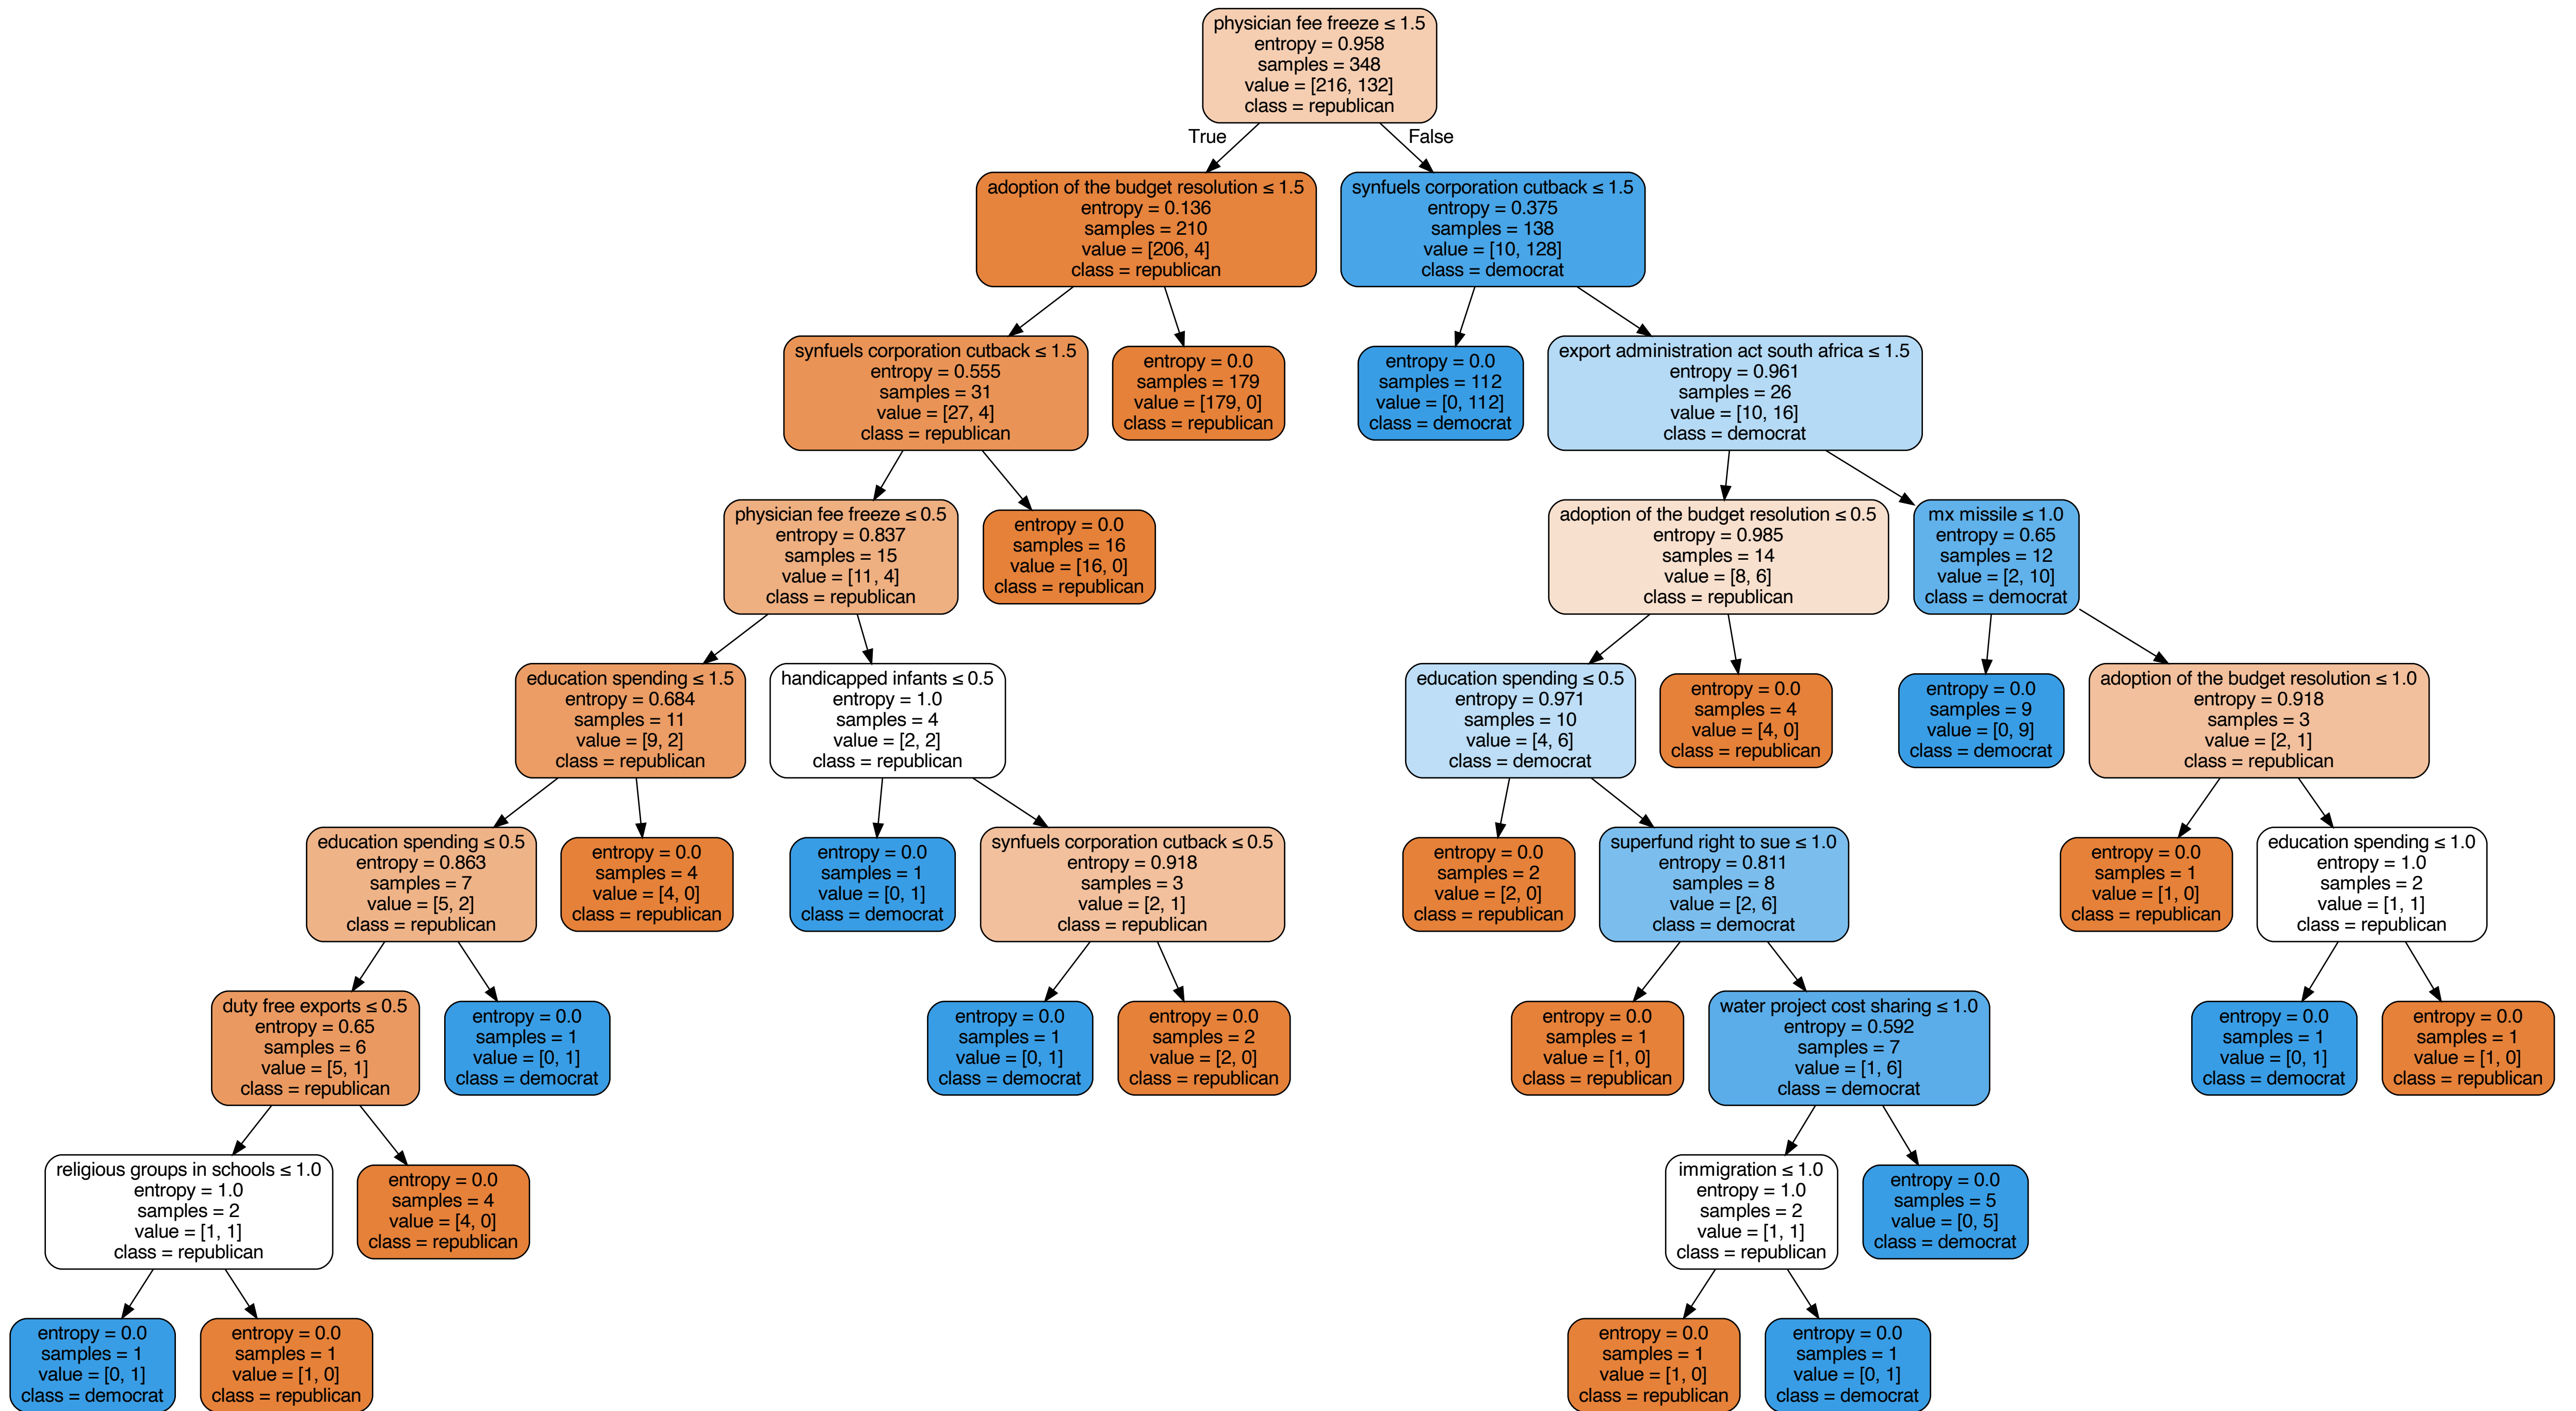 physician fee freeze ≤ 1.5
entropy = 0.958
samples = 348
value = [216, 132]
class = republican
True
False
adoption of the budget resolution ≤ 1.5
entropy = 0.136
samples = 210
value = [206, 4]
class = republican
synfuels corporation cutback ≤ 1.5
entropy = 0.375
samples = 138
value = [10, 128]
class = democrat
synfuels corporation cutback ≤ 1.5
entropy = 0.555
samples = 31
value = [27, 4]
class = republican
entropy = 0.0
samples = 179
value = [179, 0]
class = republican
entropy = 0.0
samples = 112
value = [0, 112]
class = democrat
export administration act south africa ≤ 1.5
entropy = 0.961
samples = 26
value = [10, 16]
class = democrat
physician fee freeze ≤ 0.5
entropy = 0.837
samples = 15
value = [11, 4]
class = republican
entropy = 0.0
samples = 16
value = [16, 0]
class = republican
adoption of the budget resolution ≤ 0.5
entropy = 0.985
samples = 14
value = [8, 6]
class = republican
mx missile ≤ 1.0
entropy = 0.65
samples = 12
value = [2, 10]
class = democrat
education spending ≤ 1.5
entropy = 0.684
samples = 11
value = [9, 2]
class = republican
handicapped infants ≤ 0.5
entropy = 1.0
samples = 4
value = [2, 2]
class = republican
education spending ≤ 0.5
entropy = 0.971
samples = 10
value = [4, 6]
class = democrat
entropy = 0.0
samples = 4
value = [4, 0]
class = republican
entropy = 0.0
samples = 9
value = [0, 9]
class = democrat
adoption of the budget resolution ≤ 1.0
entropy = 0.918
samples = 3
value = [2, 1]
class = republican
education spending ≤ 0.5
entropy = 0.863
samples = 7
value = [5, 2]
class = republican
entropy = 0.0
samples = 4
value = [4, 0]
class = republican
entropy = 0.0
samples = 1
value = [0, 1]
class = democrat
synfuels corporation cutback ≤ 0.5
entropy = 0.918
samples = 3
value = [2, 1]
class = republican
entropy = 0.0
samples = 2
value = [2, 0]
class = republican
superfund right to sue ≤ 1.0
entropy = 0.811
samples = 8
value = [2, 6]
class = democrat
entropy = 0.0
samples = 1
value = [1, 0]
class = republican
education spending ≤ 1.0
entropy = 1.0
samples = 2
value = [1, 1]
class = republican
duty free exports ≤ 0.5
entropy = 0.65
samples = 6
value = [5, 1]
class = republican
entropy = 0.0
samples = 1
value = [0, 1]
class = democrat
entropy = 0.0
samples = 1
value = [0, 1]
class = democrat
entropy = 0.0
samples = 2
value = [2, 0]
class = republican
entropy = 0.0
samples = 1
value = [1, 0]
class = republican
water project cost sharing ≤ 1.0
entropy = 0.592
samples = 7
value = [1, 6]
class = democrat
entropy = 0.0
samples = 1
value = [0, 1]
class = democrat
entropy = 0.0
samples = 1
value = [1, 0]
class = republican
religious groups in schools ≤ 1.0
entropy = 1.0
samples = 2
value = [1, 1]
class = republican
entropy = 0.0
samples = 4
value = [4, 0]
class = republican
immigration ≤ 1.0
entropy = 1.0
samples = 2
value = [1, 1]
class = republican
entropy = 0.0
samples = 5
value = [0, 5]
class = democrat
entropy = 0.0
samples = 1
value = [0, 1]
class = democrat
entropy = 0.0
samples = 1
value = [1, 0]
class = republican
entropy = 0.0
samples = 1
value = [1, 0]
class = republican
entropy = 0.0
samples = 1
value = [0, 1]
class = democrat